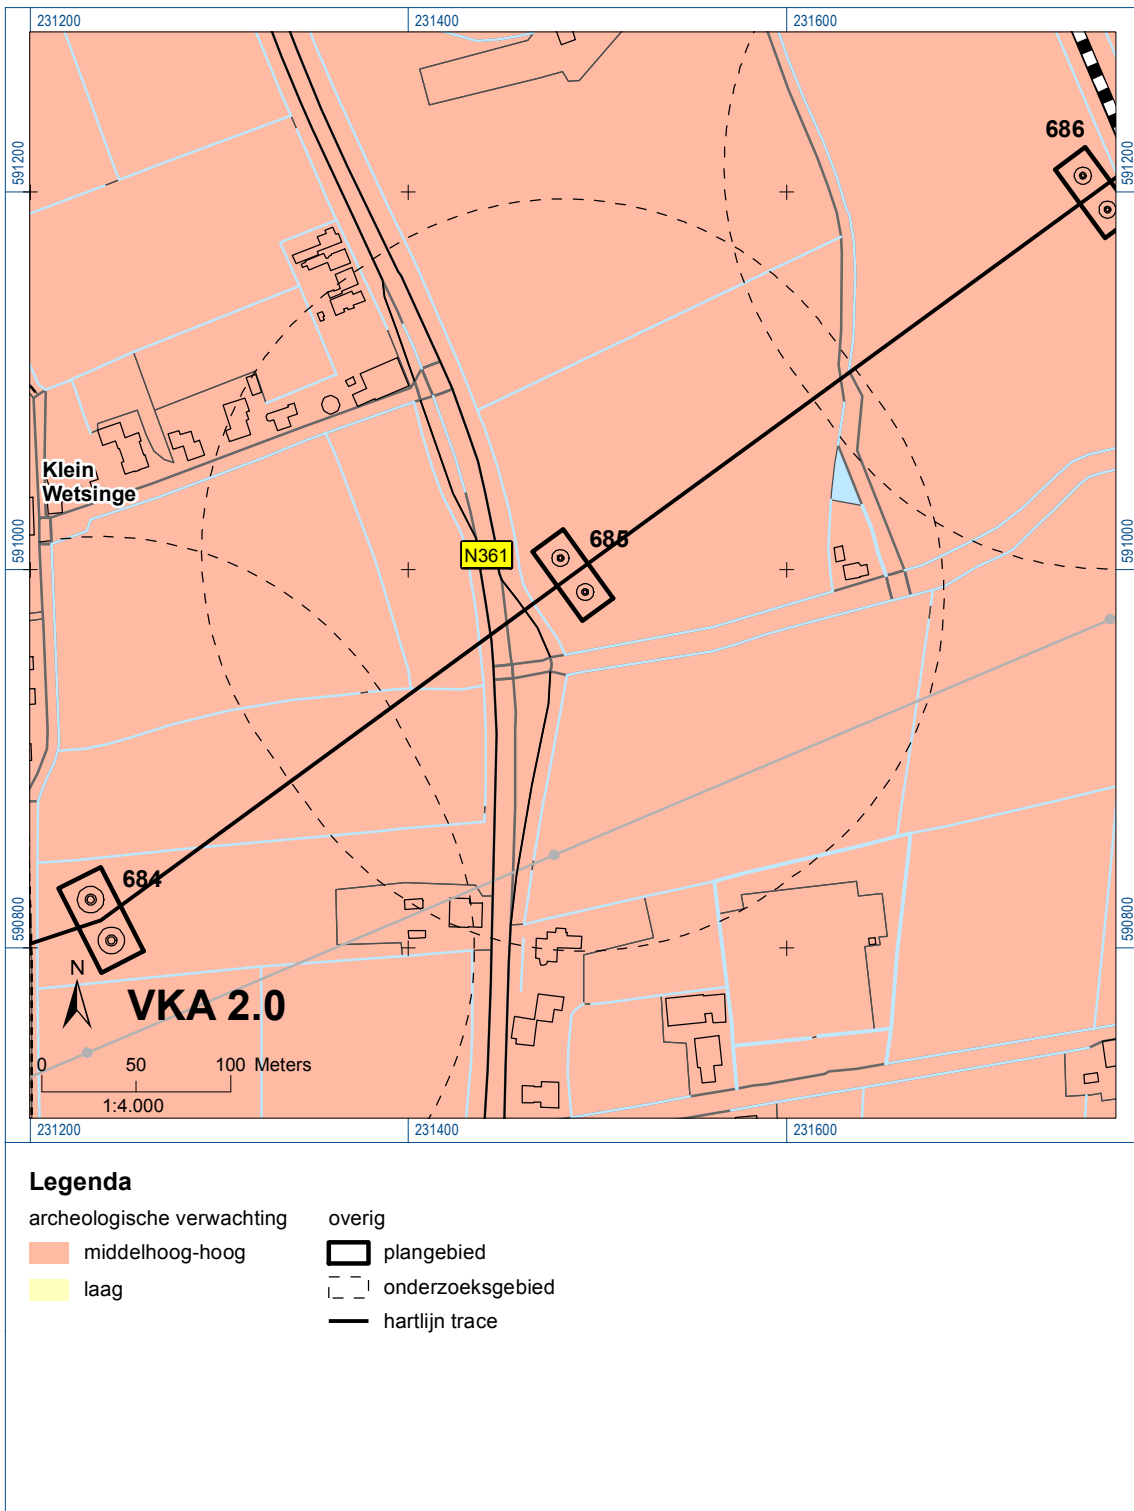 231200
231400
231600
591200
591200
686
Klein
Wetsinge
591000
591000
N361
685
684
590800
590800
N
VKA 2.0
0 50 100 Meters
1:4.000
231200
231400
231600
Legenda
archeologische verwachting
middelhoog-hoog
laag
overig
plangebied
onderzoeksgebied
hartlijn trace